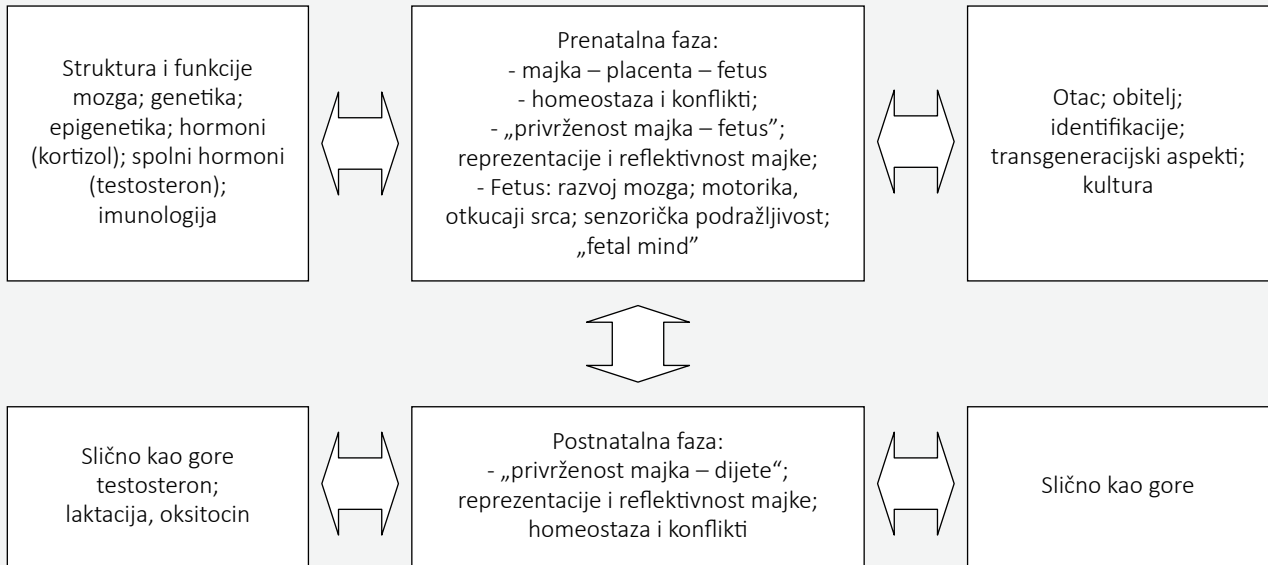 Struktura i funkcije
mozga; genetika;
epigenetika; hormoni
(kortizol); spolni hormoni
(testosteron);
imunologija
Prenatalna faza:
- majka – placenta – fetus
- homeostaza i konflikti;
- „privrženost majka – fetus”;
reprezentacije i reflektivnost majke;
- Fetus: razvoj mozga; motorika,
otkucaji srca; senzorička podražljivost;
„fetal mind”
Otac; obitelj;
identifikacije;
transgeneracijski aspekti;
kultura
Slično kao gore
testosteron;
laktacija, oksitocin
Postnatalna faza:
- „privrženost majka – dijete“;
reprezentacije i reflektivnost majke;
homeostaza i konflikti
Slično kao gore